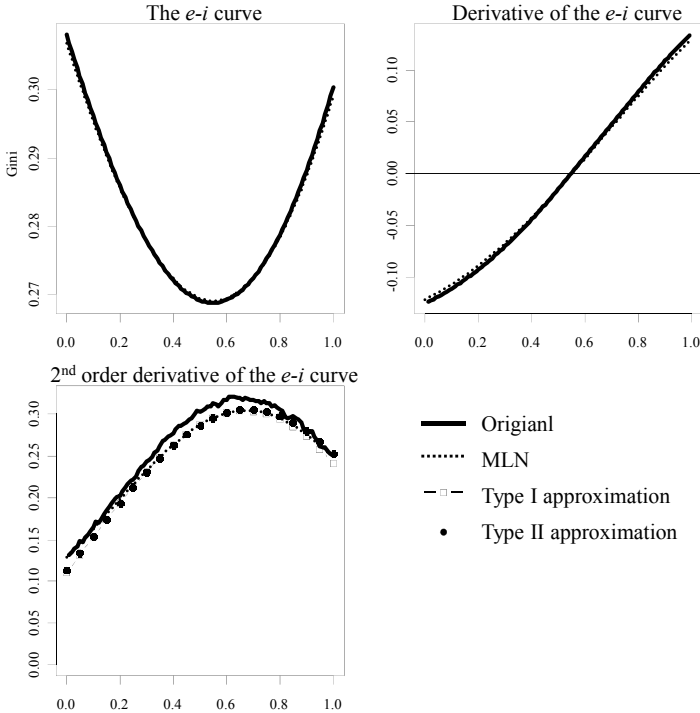 The e-i curve
Gini
0.30
0.29
0.28
0.27
0.0 0.2 0.4 0.6 0.8 1.0
Derivative of the e-i curve
0.10
0.05
0.00
-0.05
-0.10
0.0 0.2 0.4 0.6 0.8 1.0
2nd order derivative of the e-i curve
0.30
0.25
0.20
0.15
0.10
0.05
0.00
0.0 0.2 0.4 0.6 0.8 1.0
Origianl
MLN
Type I approximation
Type II approximation